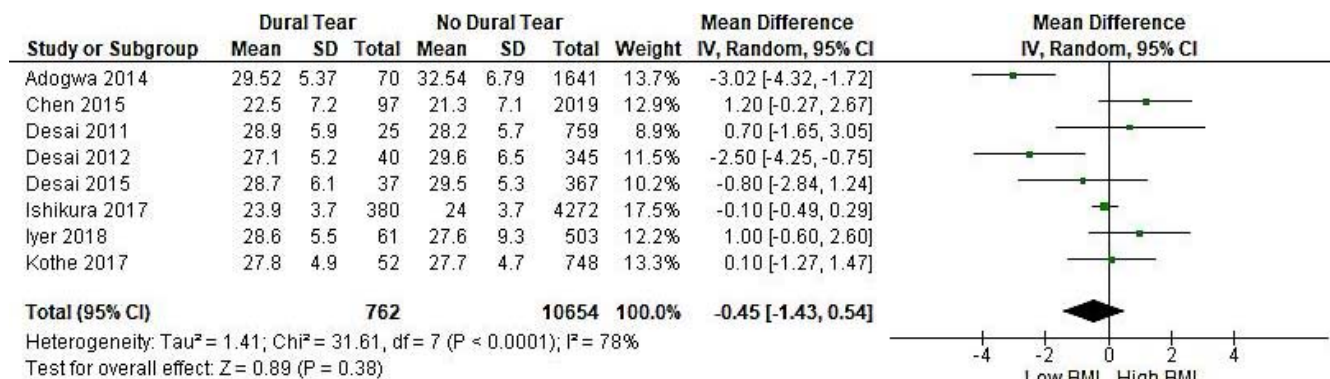 Dural Tear No Dural Tear Mean Difference Mean Difference
Study or Subgroup Mean SD Total Mean SD Total Weight IV, Random, 95% CI IV, Random, 95% CI
Adogwa 2014 29.52 5.37 70 32.54 6.79 1641 13.7% -3.02 [-4.32, -1.72]
Chen 2015 22.5 7.2 97 21.3 7.1 2019 12.9% 1.20 [-0.27, 2.67]
Desai 2011 28.9 5.9 25 28.2 5.7 759 8.9% 0.70 [-1.65, 3.05]
Desai 2012 27.1 5.2 40 29.6 6.5 345 11.5% -2.50 [-4.25, -0.75]
Desai 2015 28.7 6.1 37 29.5 5.3 367 10.2% -0.80 [-2.84, 1.24]
Ishikura 2017 23.9 3.7 380 24 3.7 4272 17.5% -0.10 [-0.49, 0.29]
Iyer 2018 28.6 5.5 61 27.6 9.3 503 12.2% 1.00 [-0.60, 2.60]
Kothe 2017 27.8 4.9 52 27.7 4.7 748 13.3% 0.10 [-1.27, 1.47]
Total (95% CI) 762 10654 100.0% -0.45 [-1.43, 0.54]
Heterogeneity: Tau² = 1.41; Chi² = 31.61, df = 7 (P < 0.0001); I² = 78%
Test for overall effect: Z = 0.89 (P = 0.38)
-4 -2 0 2 4
Low BMI High BMI